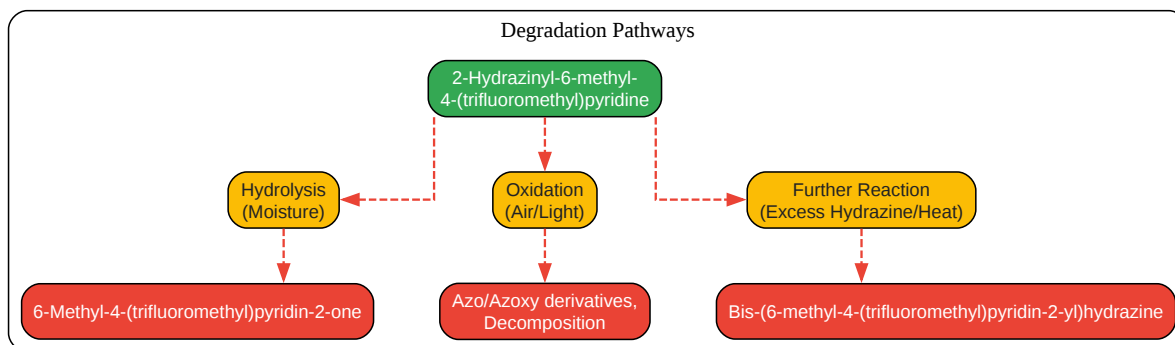 Degradation Pathways
2-Hydrazinyl-6-methyl-
4-(trifluoromethyl)pyridine
Hydrolysis
(Moisture)
Oxidation
(Air/Light)
Further Reaction
(Excess Hydrazine/Heat)
6-Methyl-4-(trifluoromethyl)pyridin-2-one
Azo/Azoxy derivatives,
Decomposition
Bis-(6-methyl-4-(trifluoromethyl)pyridin-2-yl)hydrazine